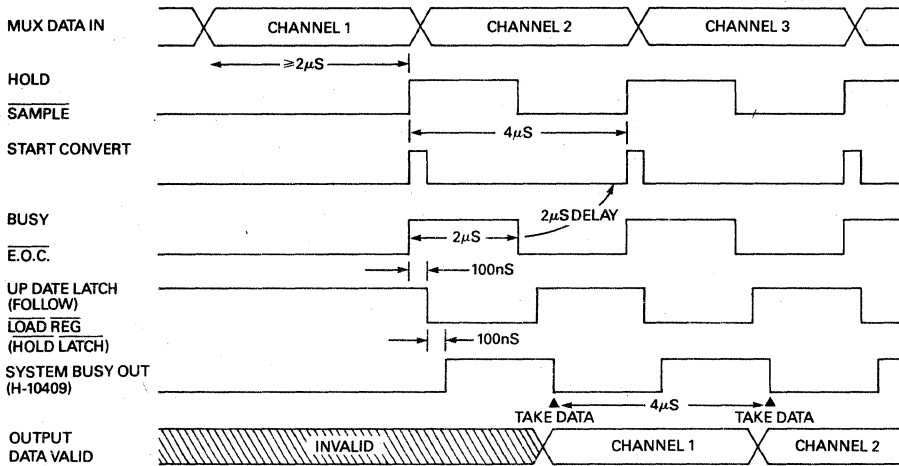 MUX DATA IN
CHANNEL 1
CHANNEL 2
CHANNEL 3
≥2μS
HOLD
SAMPLE
4μS
START CONVERT
2μS DELAY
BUSY
2μS
E.O.C.
100nS
UP DATE LATCH
(FOLLOW)
LOAD REG
(HOLD LATCH)
100nS
SYSTEM BUSY OUT
(H-10409)
4μS
TAKE DATA
TAKE DATA
OUTPUT
DATA VALID
INVALID
CHANNEL 1
CHANNEL 2